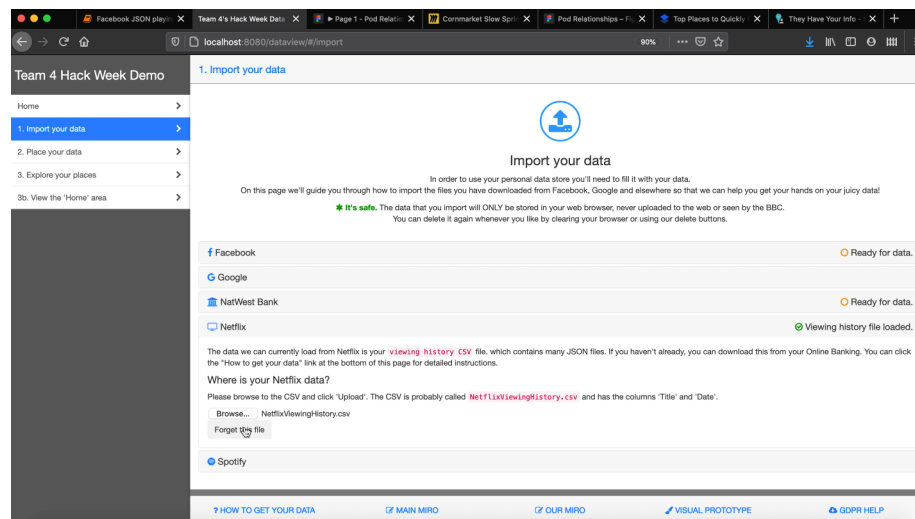 Facebook JSON playin
Team 4's Hack Week Data
Page 1 - Pod Relatio
Cornmarket Slow Sprin
Pod Relationships – Fig
Top Places to Quickly
They Have Your Info -
localhost:8080/dataview/#/import
90%
Team 4 Hack Week Demo
1. Import your data
Home
1. Import your data
2. Place your data
3. Explore your places
3b. View the 'Home' area
Import your data
In order to use your personal data store you'll need to fill it with your data.
On this page we'll guide you through how to import the files you have downloaded from Facebook, Google and elsewhere so that we can help you get your hands on your juicy data!
It's safe. The data that you import will ONLY be stored in your web browser, never uploaded to the web or seen by the BBC.
You can delete it again whenever you like by clearing your browser or using our delete buttons.
Facebook
Ready for data.
Google
NatWest Bank
Ready for data.
Netflix
Viewing history file loaded.
The data we can currently load from Netflix is your viewing history CSV file. which contains many JSON files. If you haven't already, you can download this from your Online Banking. You can click
the "How to get your data" link at the bottom of this page for detailed instructions.
Where is your Netflix data?
Please browse to the CSV and click 'Upload'. The CSV is probably called NetflixViewingHistory.csv and has the columns 'Title' and 'Date'.
Browse... NetflixViewingHistory.csv
Forget this file
Spotify
? HOW TO GET YOUR DATA
MAIN MIRO
OUR MIRO
VISUAL PROTOTYPE
GDPR HELP